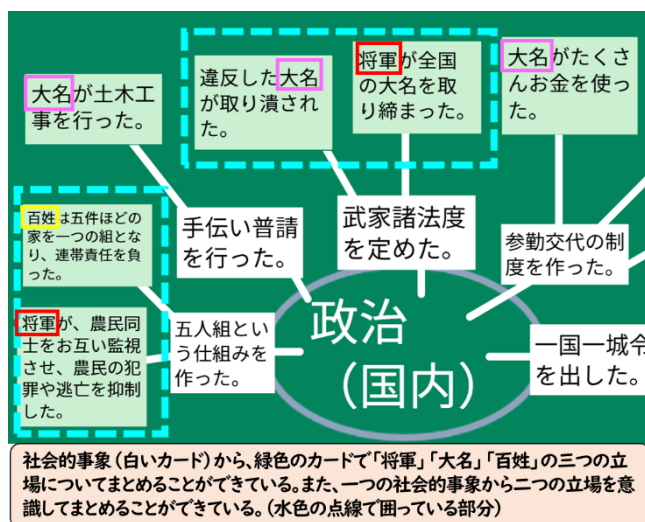 大名が土木工
事を行った。
違反した大名
が取り潰され
た。
将軍が全国
の大名を取
り締まった。
大名がたくさ
んお金を使っ
た。
百姓は五件ほどの
家を一つの組とな
り、連帯責任を負
った。
手伝い普請
を行った。
武家諸法度
を定めた。
参勤交代の制
度を作った。
将軍が、農民同
士をお互い監視
させ、農民の犯
罪や逃亡を抑制
した。
五人組とい
う仕組みを
作った。
政治
(国内)
一国一城令
を出した。
社会的事象(白いカード)から、緑色のカードで「将軍」「大名」「百姓」の三つの立
場についてまとめることができている。また、一つの社会的事象から二つの立場を意
識してまとめることができている。(水色の点線で囲っている部分)